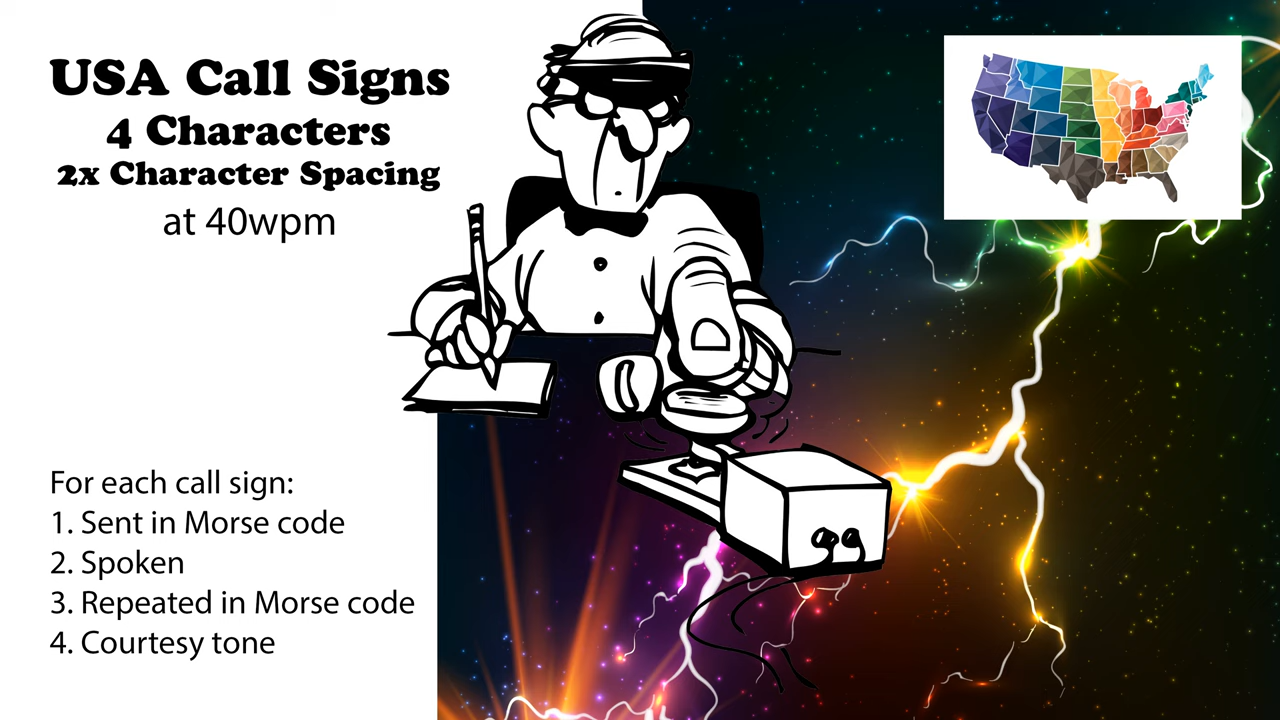 USA Call Signs
4 Characters
2x Character Spacing
at 40wpm
For each call sign:
1. Sent in Morse code
2. Spoken
3. Repeated in Morse code
4. Courtesy tone